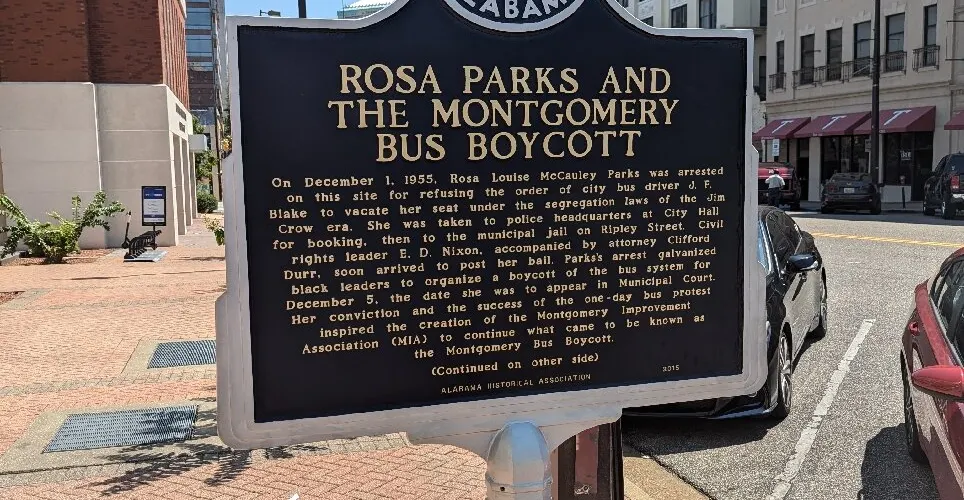 ALABAMA
ROSA PARKS AND
THE MONTGOMERY
BUS BOYCOTT
On December 1, 1955, Rosa Louise McCauley Parks was arrested
on this site for refusing the order of city bus driver J. F.
Blake to vacate her seat under the segregation laws of the Jim
Crow era. She was taken to police headquarters at City Hall
for booking, then to the municipal jail on Ripley Street. Civil
rights leader E. D. Nixon, accompanied by attorney Clifford
Durr, soon arrived to post her bail. Parks's arrest galvanized
black leaders to organize a boycott of the bus system for
December 5, the date she was to appear in Municipal Court.
Her conviction and the success of the one-day bus protest
inspired the creation of the Montgomery Improvement
Association (MIA) to continue what came to be known as
the Montgomery Bus Boycott.
(Continued on other side)
ALABAMA HISTORICAL ASSOCIATION 2015